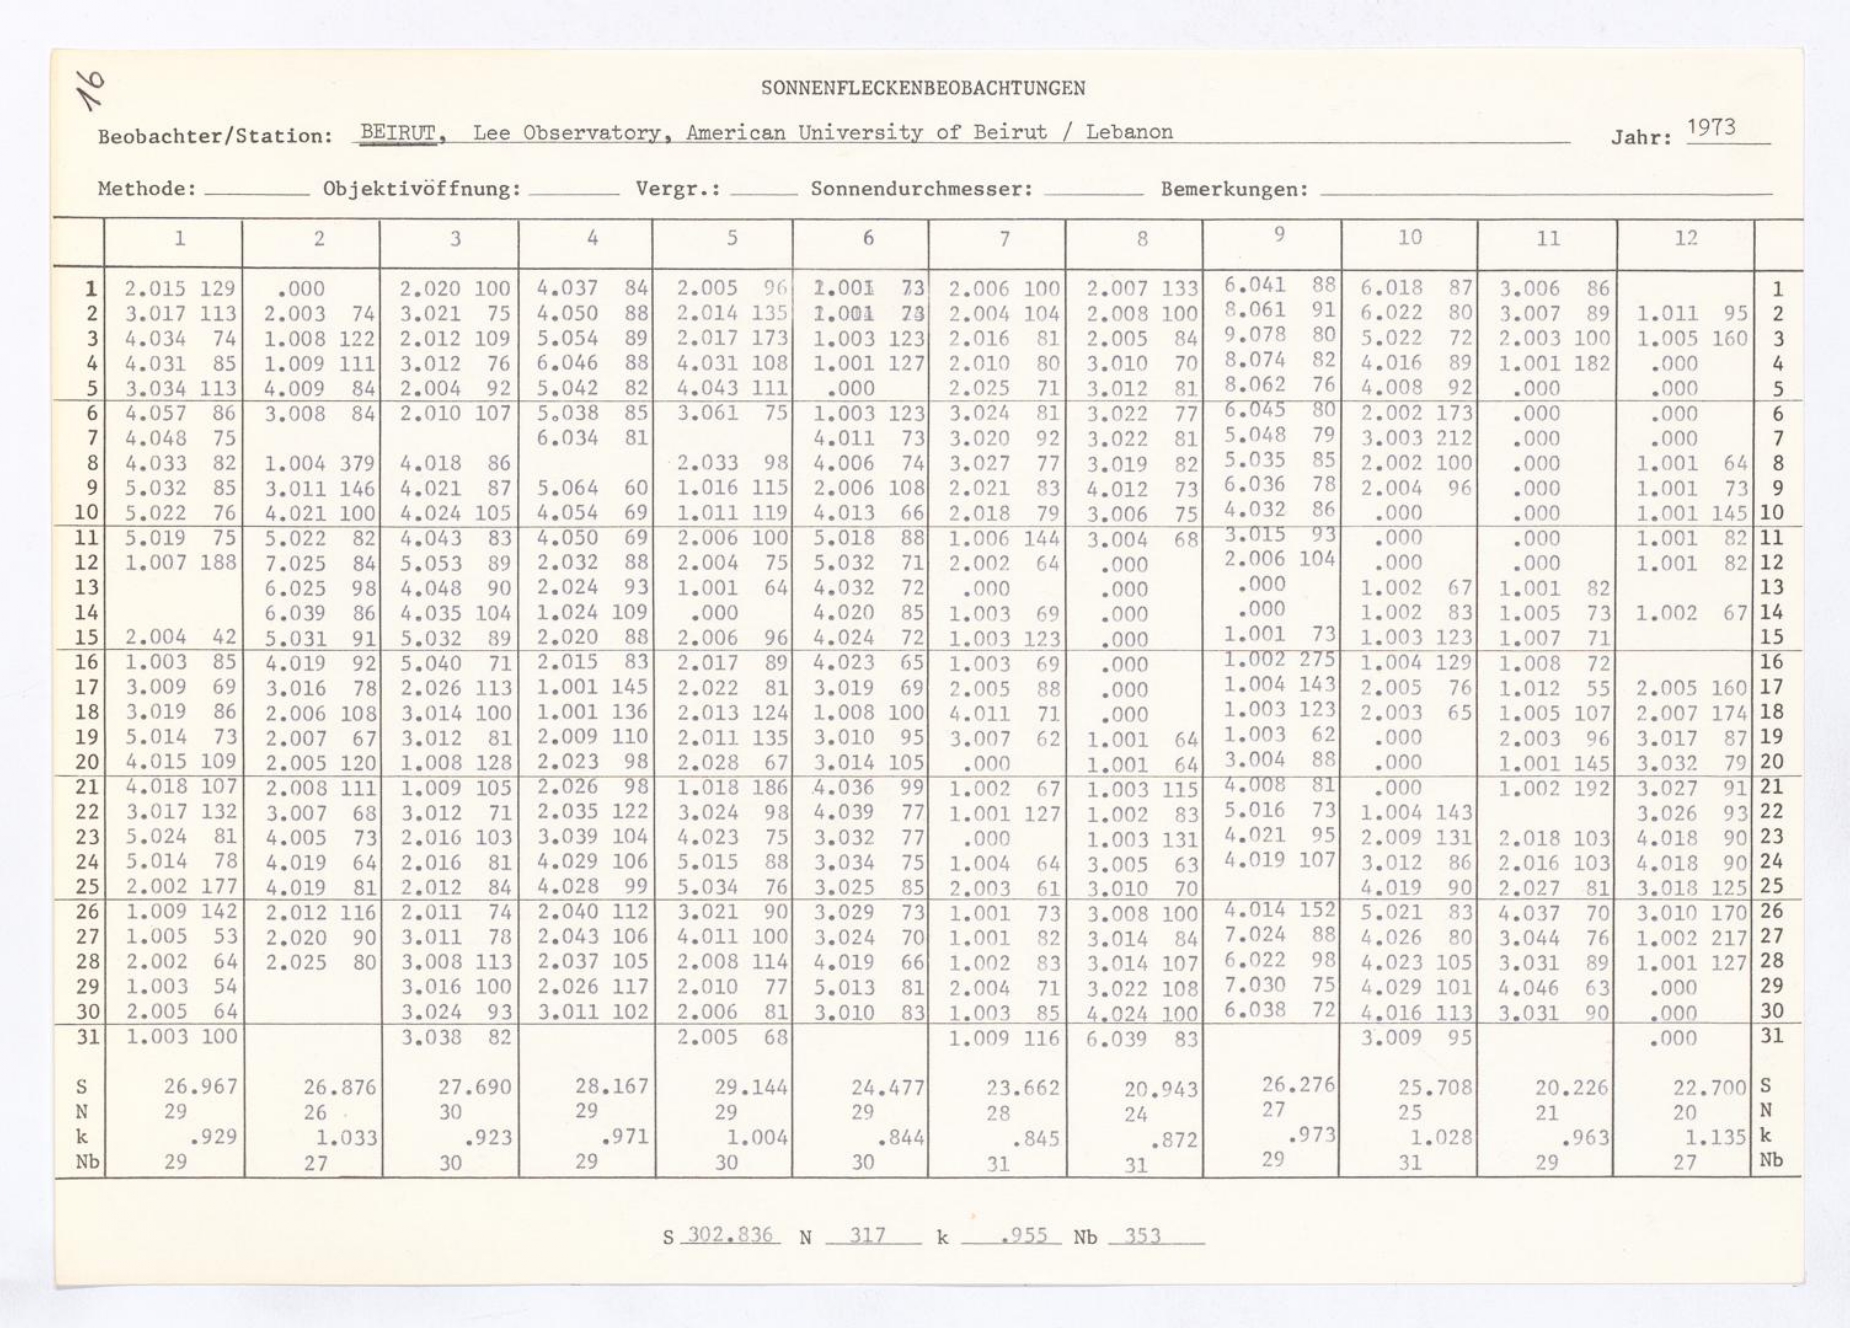 16
SONNENFLECKENBEOBACHTUNGEN
Beobachter/Station: BEIRUT, Lee Observatory, American University of Beirut / Lebanon Jahr: 1973
Methode: Objektivöffnung: Vergr.: Sonnendurchmesser: Bemerkungen:
1 2 3 4 5 6 7 8 9 10 11 12
1 2.015 129 .000 2.020 100 4.037 84 2.005 96 1.001 73 2.006 100 2.007 133 6.041 88 6.018 87 3.006 86 1
2 3.017 113 2.003 74 3.021 75 4.050 88 2.014 135 1.001 73 2.004 104 2.008 100 8.061 91 6.022 80 3.007 89 1.011 95 2
3 4.034 74 1.008 122 2.012 109 5.054 89 2.017 173 1.003 123 2.016 81 2.005 84 9.078 80 5.022 72 2.003 100 1.005 160 3
4 4.031 85 1.009 111 3.012 76 6.046 88 4.031 108 1.001 127 2.010 80 3.010 70 8.074 82 4.016 89 1.001 182 .000 4
5 3.034 113 4.009 84 2.004 92 5.042 82 4.043 111 .000 2.025 71 3.012 81 8.062 76 4.008 92 .000 .000 5
6 4.057 86 3.008 84 2.010 107 5.038 85 3.061 75 1.003 123 3.024 81 3.022 77 6.045 80 2.002 173 .000 .000 6
7 4.048 75 6.034 81 4.011 73 3.020 92 3.022 81 5.048 79 3.003 212 .000 .000 7
8 4.033 82 1.004 379 4.018 86 2.033 98 4.006 74 3.027 77 3.019 82 5.035 85 2.002 100 .000 1.001 64 8
9 5.032 85 3.011 146 4.021 87 5.064 60 1.016 115 2.006 108 2.021 83 4.012 73 6.036 78 2.004 96 .000 1.001 73 9
10 5.022 76 4.021 100 4.024 105 4.054 69 1.011 119 4.013 66 2.018 79 3.006 75 4.032 86 .000 .000 1.001 145 10
11 5.019 75 5.022 82 4.043 83 4.050 69 2.006 100 5.018 88 1.006 144 3.004 68 3.015 93 .000 .000 1.001 82 11
12 1.007 188 7.025 84 5.053 89 2.032 88 2.004 75 5.032 71 2.002 64 .000 2.006 104 .000 .000 1.001 82 12
13 6.025 98 4.048 90 2.024 93 1.001 64 4.032 72 .000 .000 .000 1.002 67 1.001 82 13
14 6.039 86 4.035 104 1.024 109 .000 4.020 85 1.003 69 .000 .000 1.002 83 1.005 73 1.002 67 14
15 2.004 42 5.031 91 5.032 89 2.020 88 2.006 96 4.024 72 1.003 123 .000 1.001 73 1.003 123 1.007 71 15
16 1.003 85 4.019 92 5.040 71 2.015 83 2.017 89 4.023 65 1.003 69 .000 1.002 275 1.004 129 1.008 72 16
17 3.009 69 3.016 78 2.026 113 1.001 145 2.022 81 3.019 69 2.005 88 .000 1.004 143 2.005 76 1.012 55 2.005 160 17
18 3.019 86 2.006 108 3.014 100 1.001 136 2.013 124 1.008 100 4.011 71 .000 1.003 123 2.003 65 1.005 107 2.007 174 18
19 5.014 73 2.007 67 3.012 81 2.009 110 2.011 135 3.010 95 3.007 62 1.001 64 1.003 62 .000 2.003 96 3.017 87 19
20 4.015 109 2.005 120 1.008 128 2.023 98 2.028 67 3.014 105 .000 1.001 64 3.004 88 .000 1.001 145 3.032 79 20
21 4.018 107 2.008 111 1.009 105 2.026 98 1.018 186 4.036 99 1.002 67 1.003 115 4.008 81 .000 1.002 192 3.027 91 21
22 3.017 132 3.007 68 3.012 71 2.035 122 3.024 98 4.039 77 1.001 127 1.002 83 5.016 73 1.004 143 3.026 93 22
23 5.024 81 4.005 73 2.016 103 3.039 104 4.023 75 3.032 77 .000 1.003 131 4.021 95 2.009 131 2.018 103 4.018 90 23
24 5.014 78 4.019 64 2.016 81 4.029 106 5.015 88 3.034 75 1.004 64 3.005 63 4.019 107 3.012 86 2.016 103 4.018 90 24
25 2.002 177 4.019 81 2.012 84 4.028 99 5.034 76 3.025 85 2.003 61 3.010 70 4.019 90 2.027 81 3.018 125 25
26 1.009 142 2.012 116 2.011 74 2.040 112 3.021 90 3.029 73 1.001 73 3.008 100 4.014 152 5.021 83 4.037 70 3.010 170 26
27 1.005 53 2.020 90 3.011 78 2.043 106 4.011 100 3.024 70 1.001 82 3.014 84 7.024 88 4.026 80 3.044 76 1.002 217 27
28 2.002 64 2.025 80 3.008 113 2.037 105 2.008 114 4.019 66 1.002 83 3.014 107 6.022 98 4.023 105 3.031 89 1.001 127 28
29 1.003 54 3.016 100 2.026 117 2.010 77 5.013 81 2.004 71 3.022 108 7.030 75 4.029 101 4.046 63 .000 29
30 2.005 64 3.024 93 3.011 102 2.006 81 3.010 83 1.003 85 4.024 100 6.038 72 4.016 113 3.031 90 .000 30
31 1.003 100 3.038 82 2.005 68 1.009 116 6.039 83 3.009 95 .000 31
S 26.967 26.876 27.690 28.167 29.144 24.477 23.662 20.943 26.276 25.708 20.226 22.700 S
N 29 26 30 29 29 29 28 24 27 25 21 20 N
k .929 1.033 .923 .971 1.004 .844 .845 .872 .973 1.028 .963 1.135 k
Nb 29 27 30 29 30 30 31 31 29 31 29 27 Nb
S 302.836 N 317 k .955 Nb 353